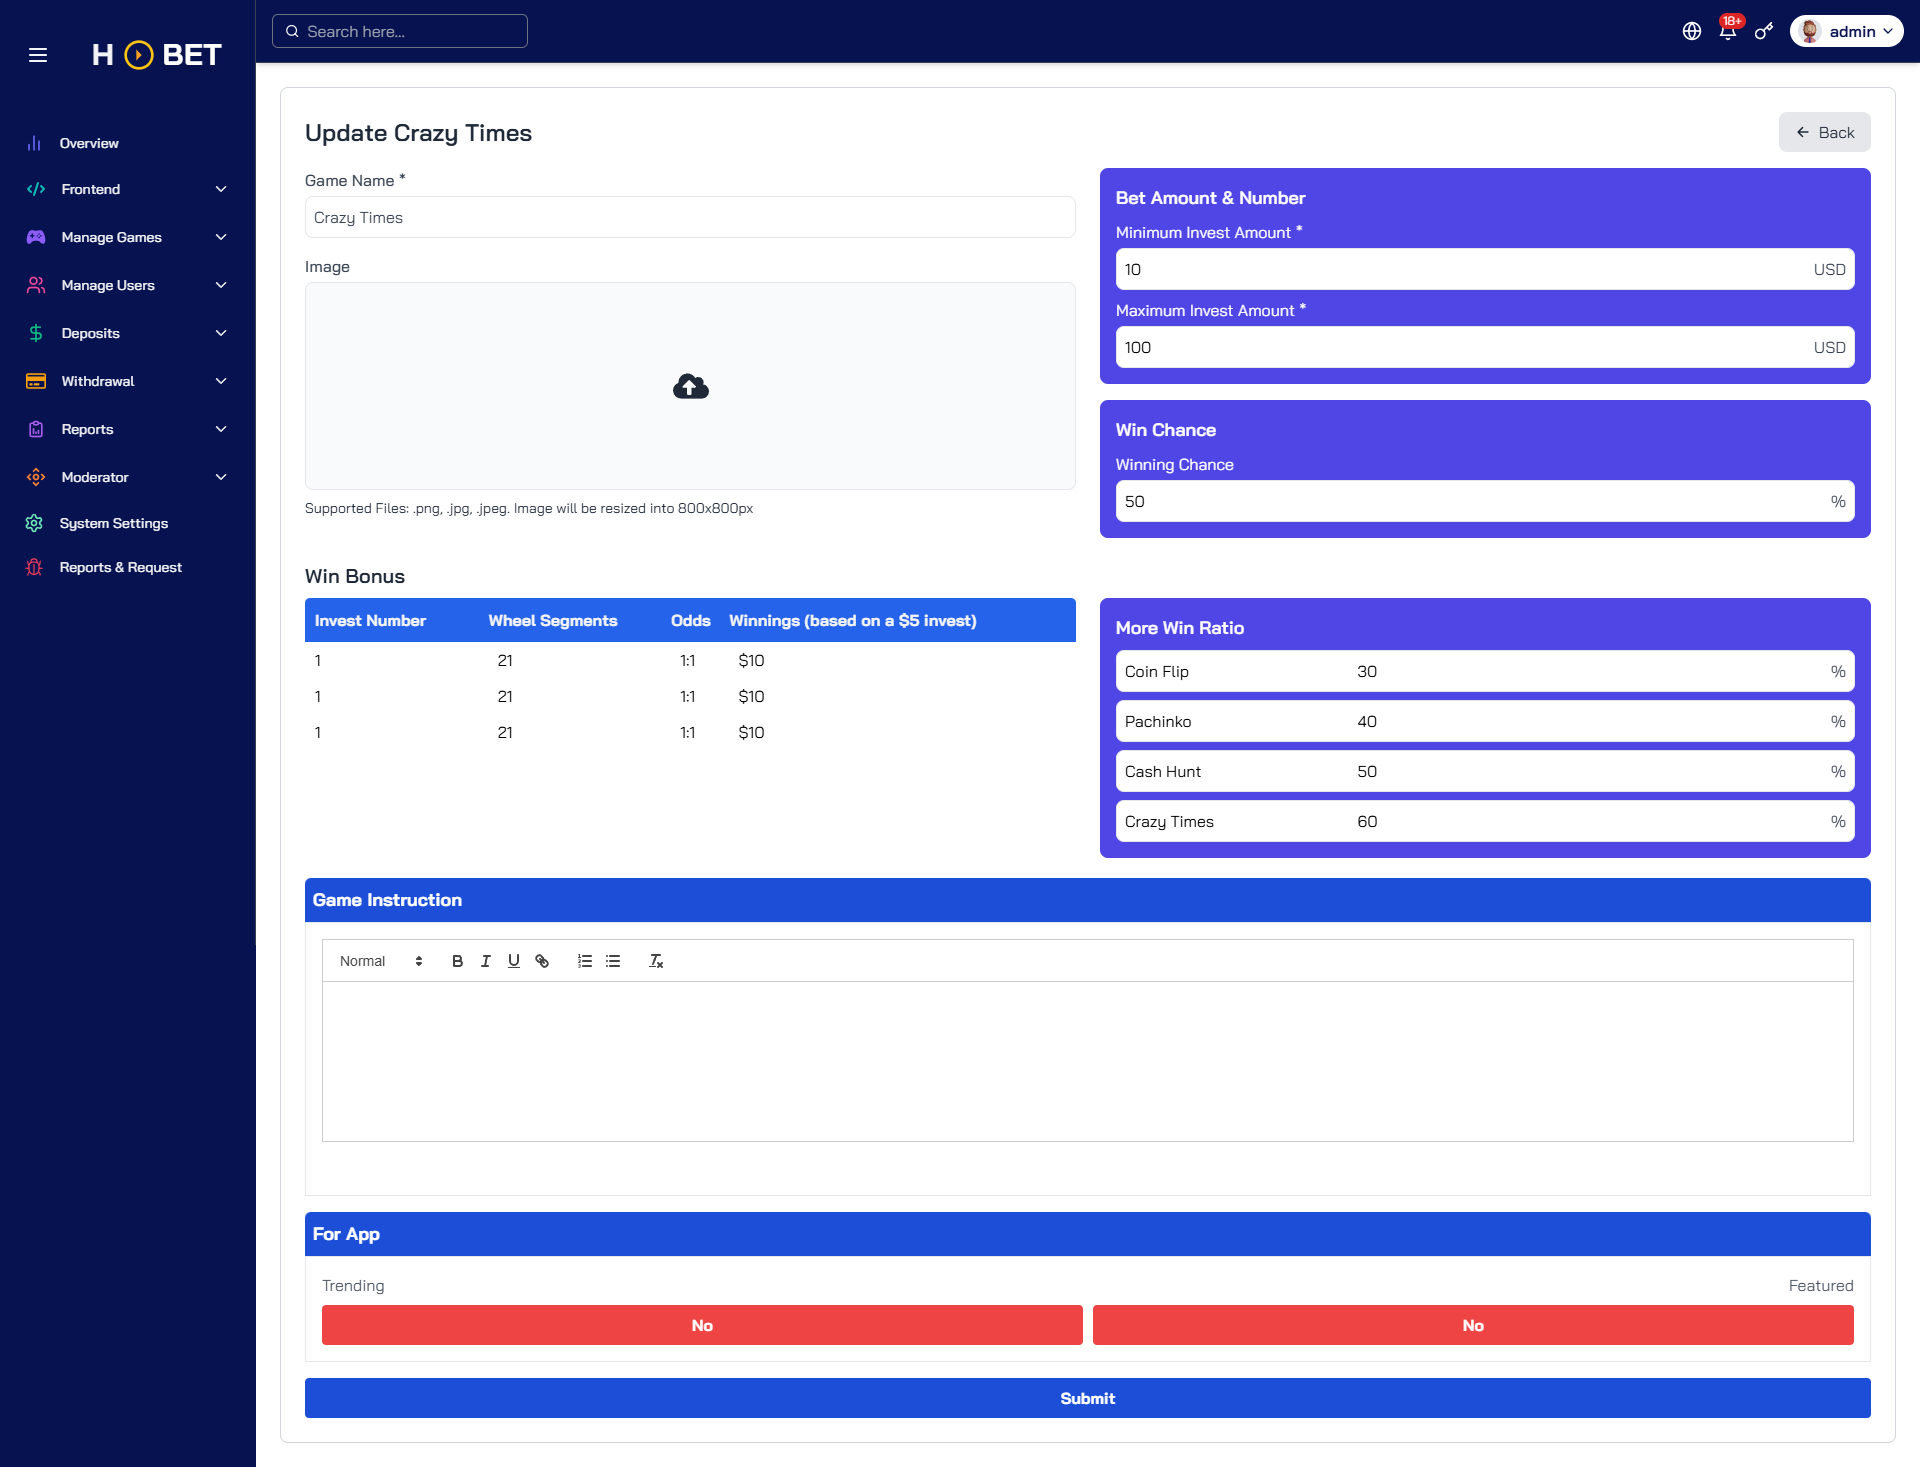 H BET
Search here...
18+
admin
Overview
Frontend
Manage Games
Manage Users
Deposits
Withdrawal
Reports
Moderator
System Settings
Reports & Request
Update Crazy Times
Back
Game Name *
Crazy Times
Image
Supported Files: .png, .jpg, .jpeg. Image will be resized into 800x800px
Bet Amount & Number
Minimum Invest Amount *
10 USD
Maximum Invest Amount *
100 USD
Win Chance
Winning Chance
50 %
Win Bonus
Invest Number Wheel Segments Odds Winnings (based on a $5 invest)
1 21 1:1 $10
1 21 1:1 $10
1 21 1:1 $10
More Win Ratio
Coin Flip 30 %
Pachinko 40 %
Cash Hunt 50 %
Crazy Times 60 %
Game Instruction
Normal B I U
For App
Trending Featured
No No
Submit